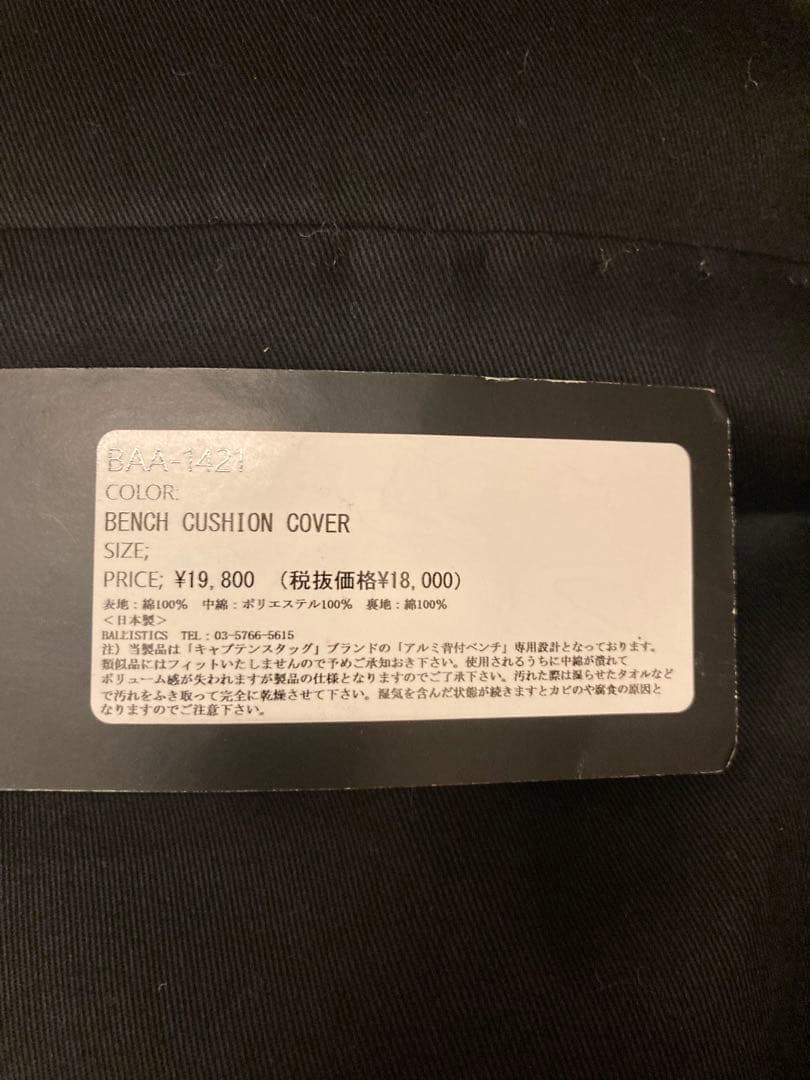 BAA-1421
COLOR:
BENCH CUSHION COVER
SIZE;
PRICE; ¥19,800 (税抜価格¥18,000)
表地:綿100% 中綿:ポリエステル100% 裏地:綿100%
<日本製>
BALLISTICS TEL:03-5766-5615
注)当製品は「キャプテンスタッグ」ブランドの「アルミ背付ベンチ」専用設計となっております。
類似品にはフィットいたしませんので予めご承知おき下さい。使用されるうちに中綿が潰れて
ボリューム感が失われますが製品の仕様となりますのでご了承下さい。汚れた際は湿らせたタオルなど
で汚れをふき取って完全に乾燥させて下さい。湿気を含んだ状態が続きますとカビのや腐食の原因と
なりますのでご注意下さい。